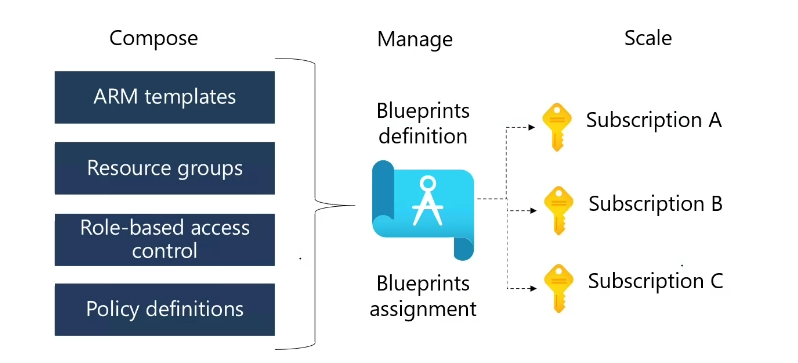 Compose
Manage
Scale
ARM templates
Resource groups
Role-based access
control
Policy definitions
Blueprints
definition
Blueprints
assignment
Subscription A
Subscription B
Subscription C